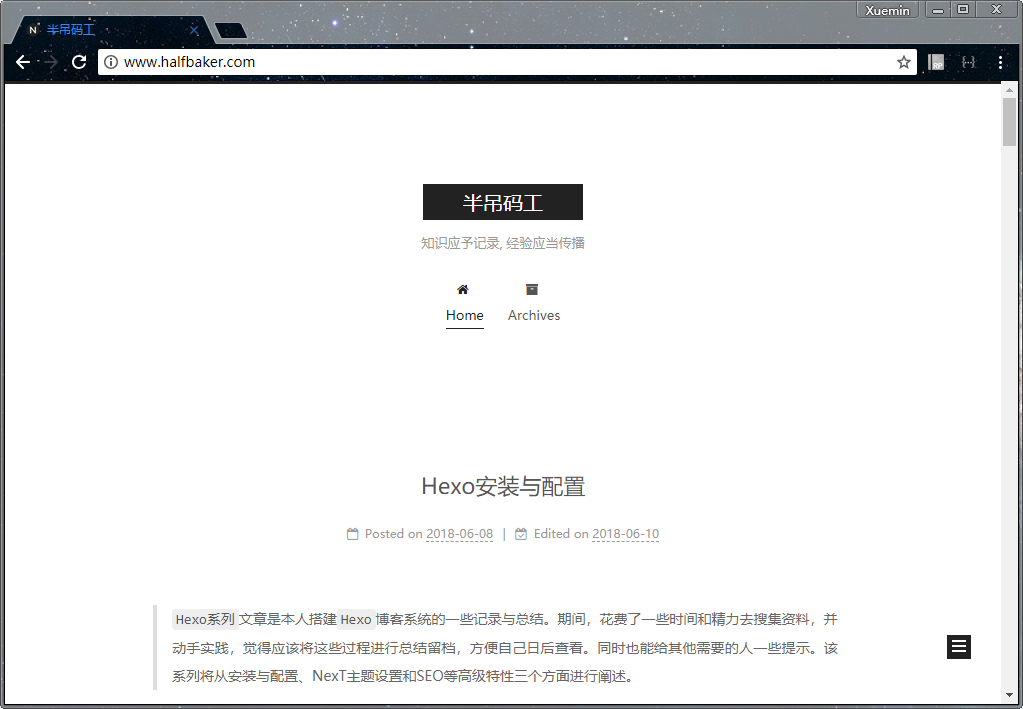 Xuemin
半吊码工
www.halfbaker.com
半吊码工
知识应予记录, 经验应当传播
Home Archives
Hexo安装与配置
Posted on 2018-06-08 | Edited on 2018-06-10
Hexo系列 文章是本人搭建 Hexo 博客系统的一些记录与总结。期间，花费了一些时间和精力去搜集资料，并
动手实践，觉得应该将这些过程进行总结留档，方便自己日后查看。同时也能给其他需要的人一些提示。该
系列将从安装与配置、NexT主题设置和SEO等高级特性三个方面进行阐述。